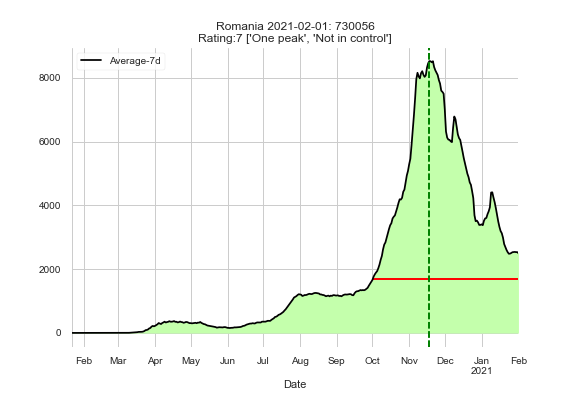 Romania 2021-02-01: 730056
Rating:7 ['One peak', 'Not in control']
Average-7d
8000
6000
4000
2000
0
Feb Mar Apr May Jun Jul Aug Sep Oct Nov Dec Jan Feb
2021
Date